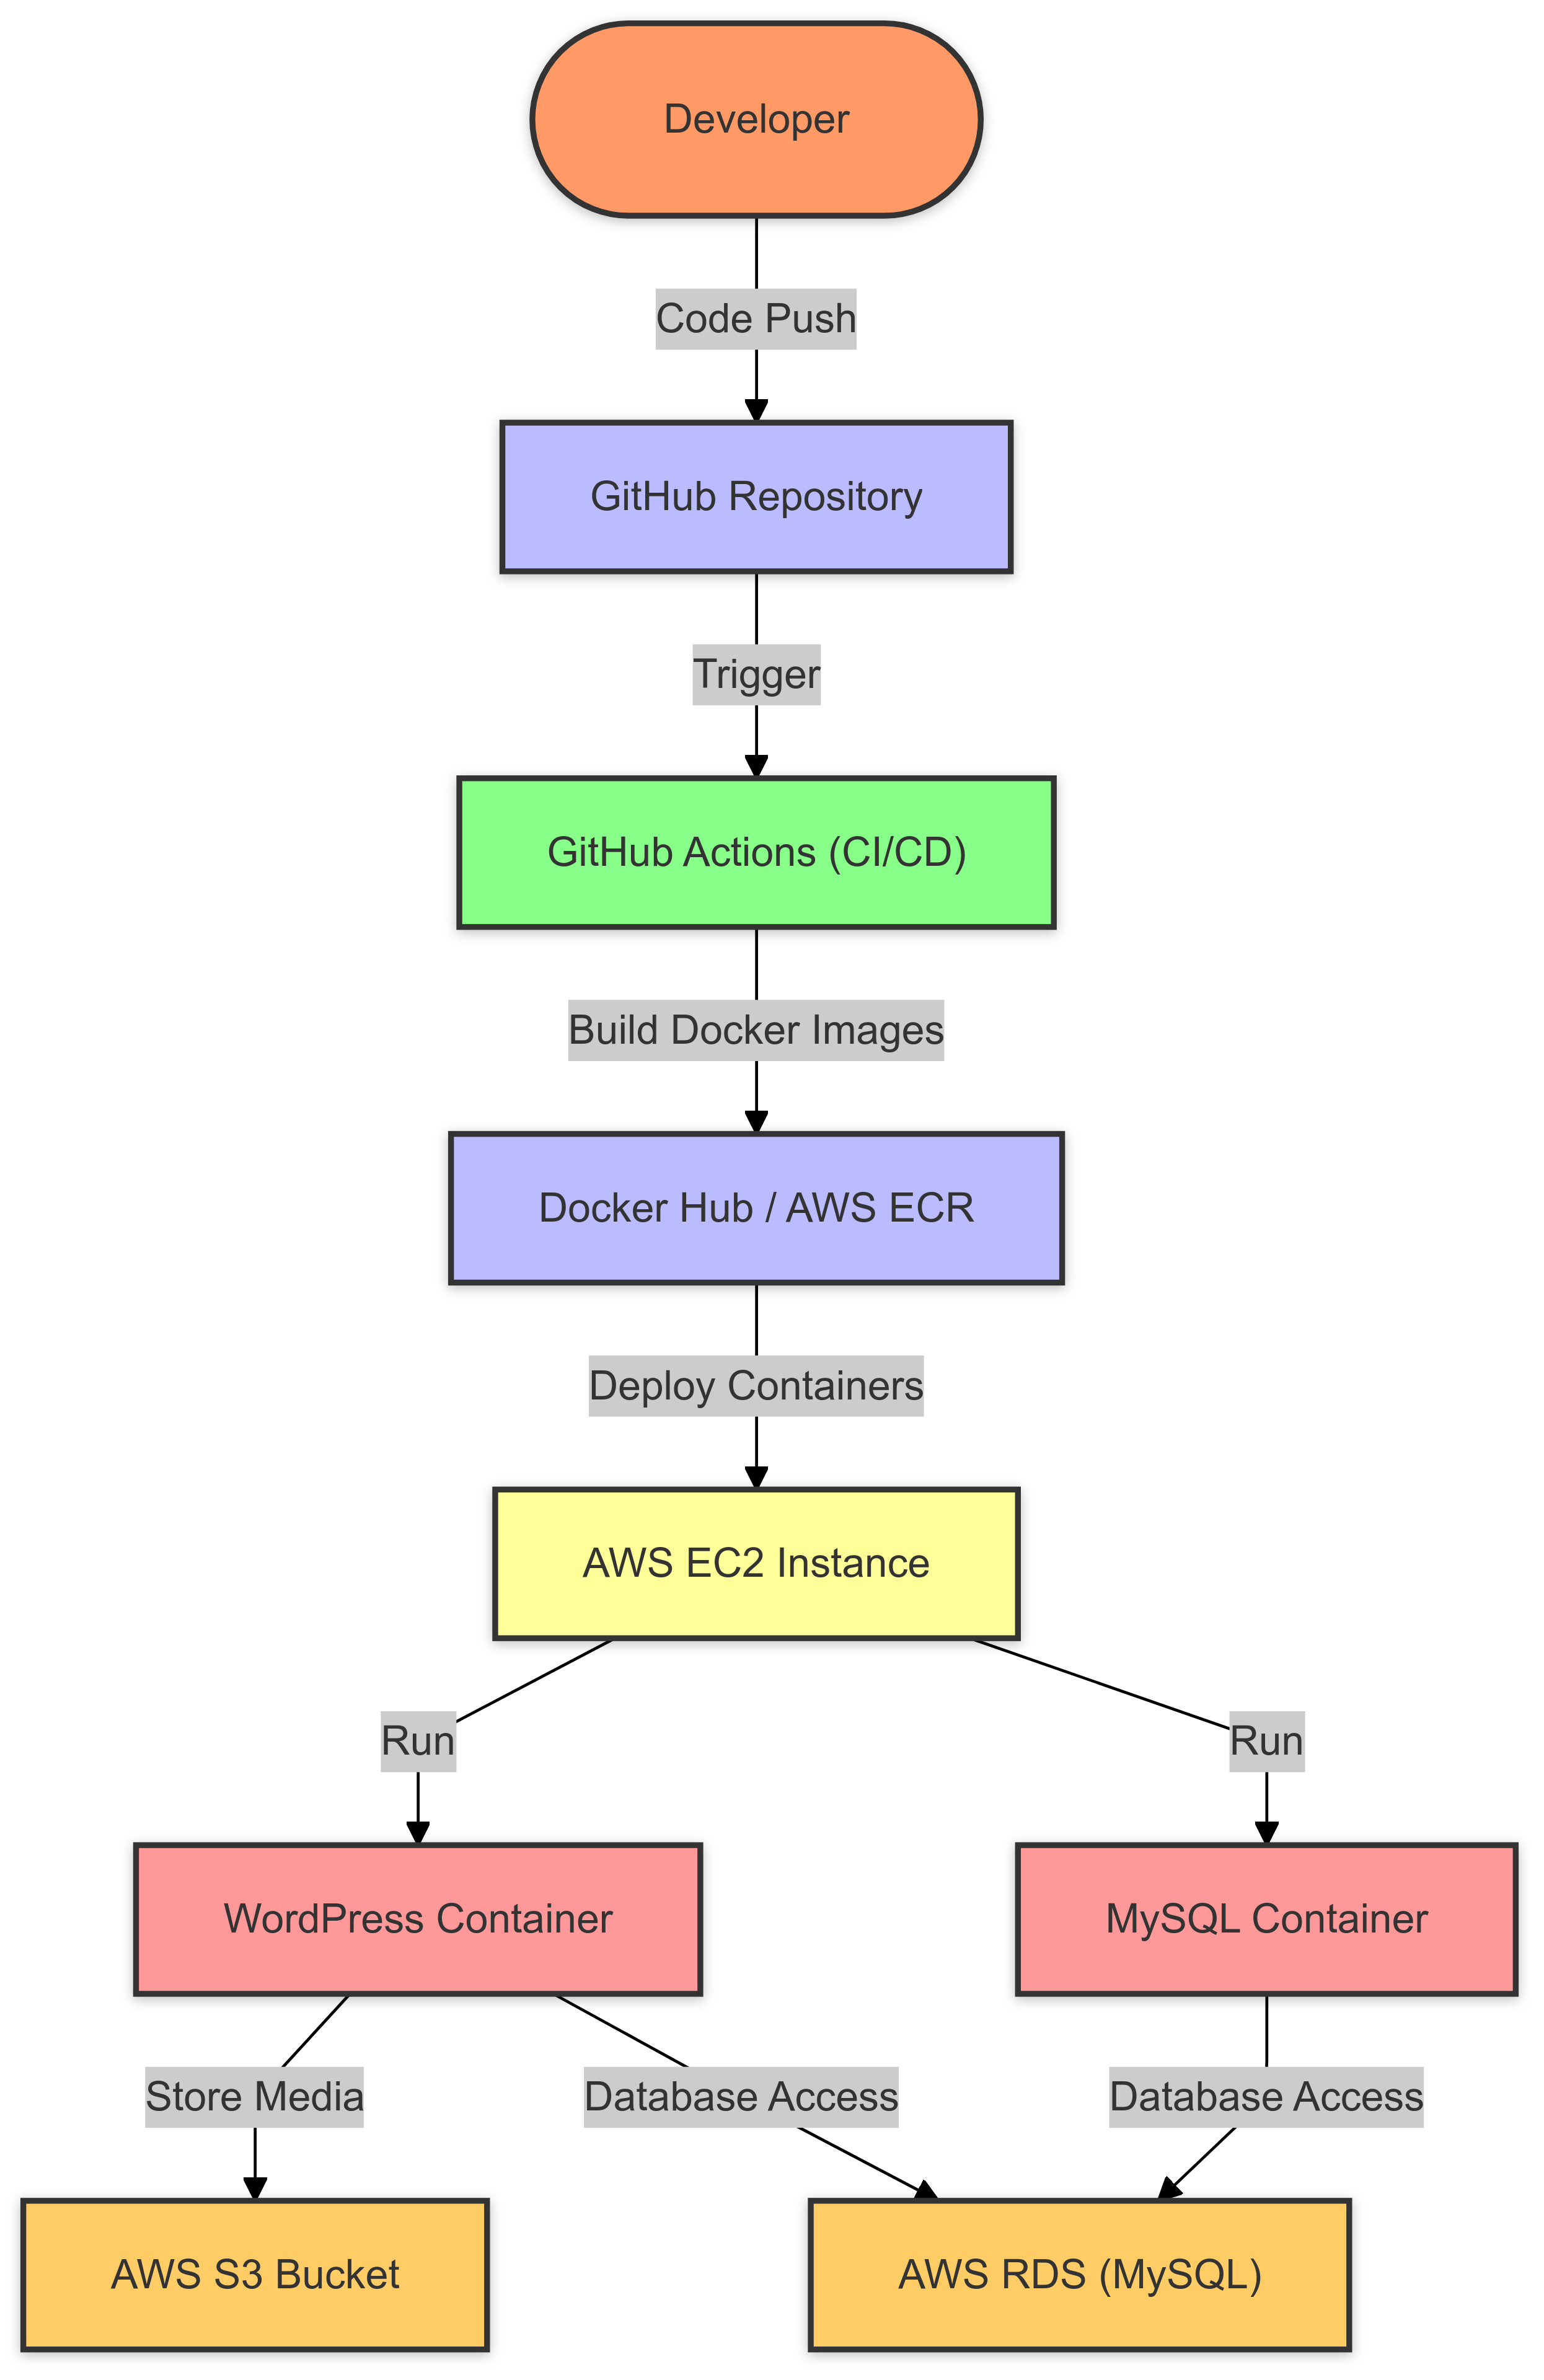 Developer
Code Push
GitHub Repository
Trigger
GitHub Actions (CI/CD)
Build Docker Images
Docker Hub / AWS ECR
Deploy Containers
AWS EC2 Instance
Run
Run
WordPress Container
MySQL Container
Store Media
Database Access
Database Access
AWS S3 Bucket
AWS RDS (MySQL)